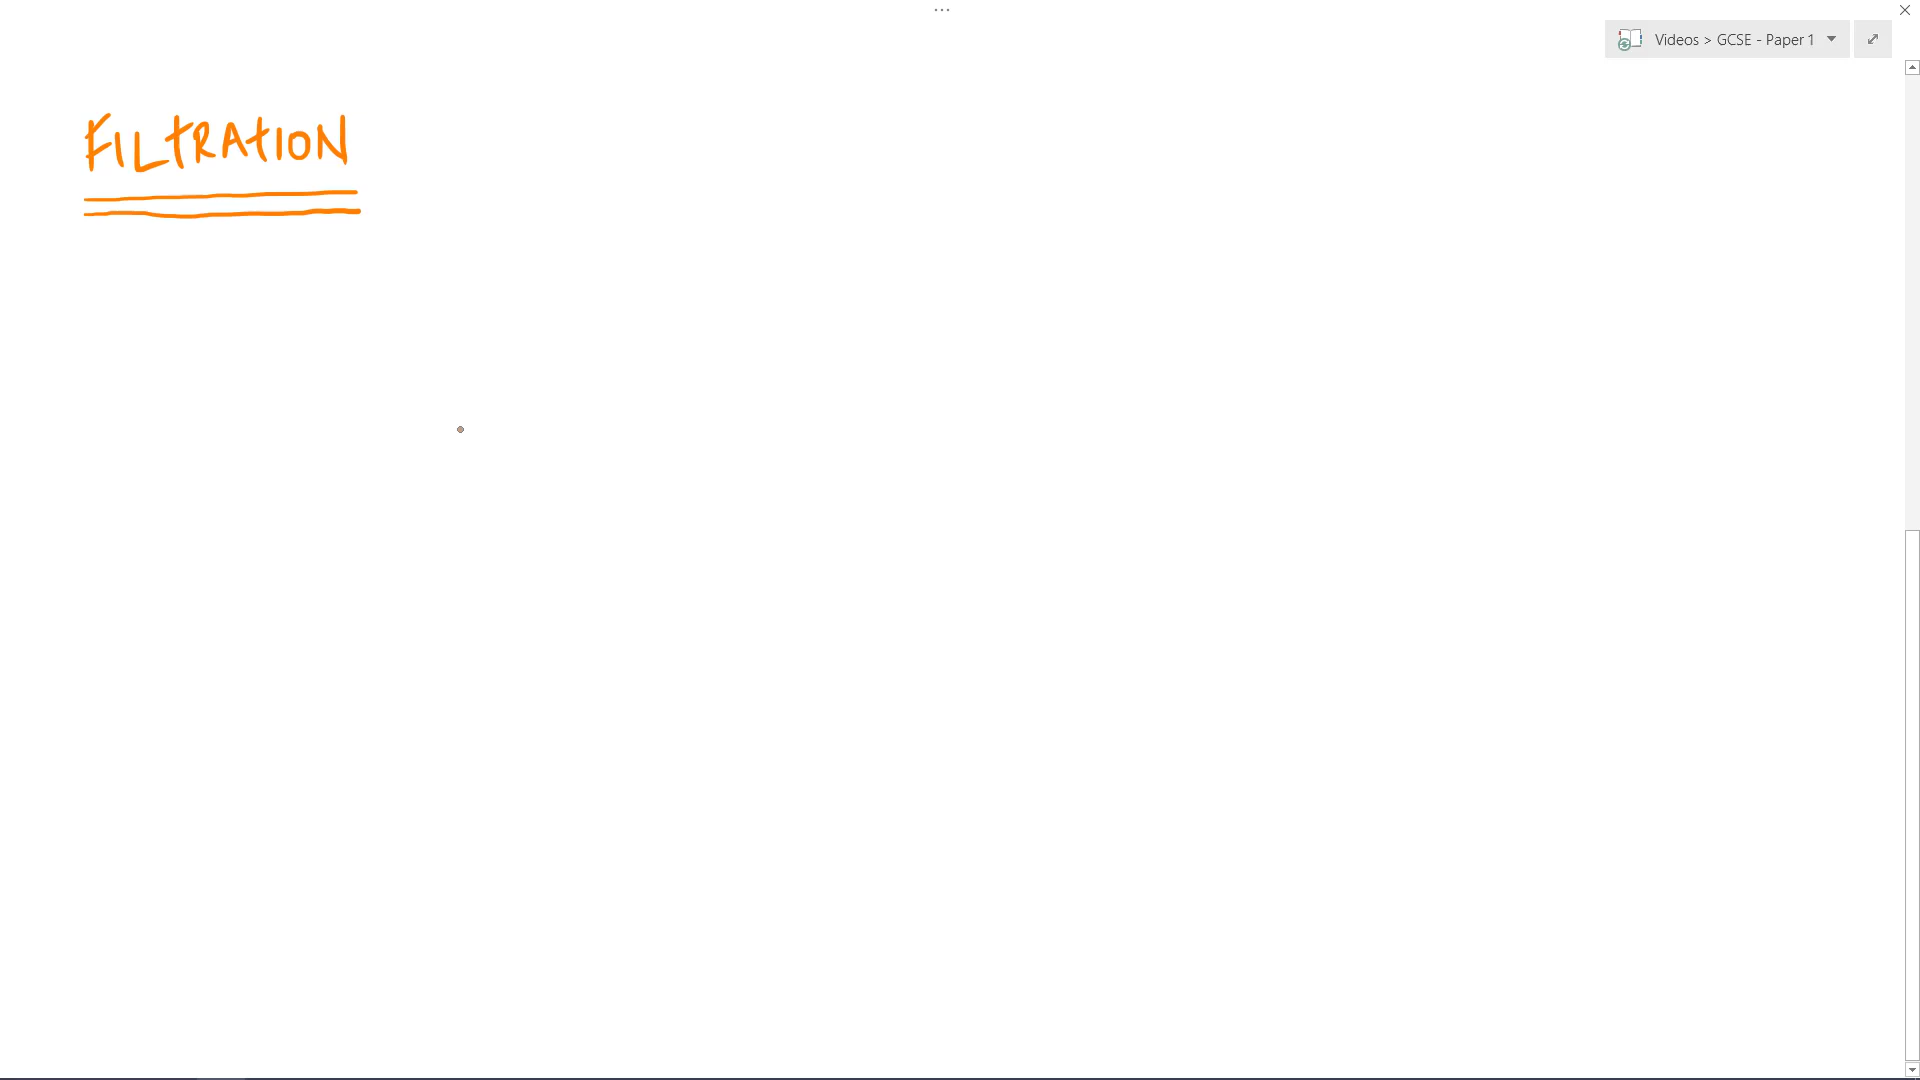 ...
Videos > GCSE - Paper 1
FILTRATION